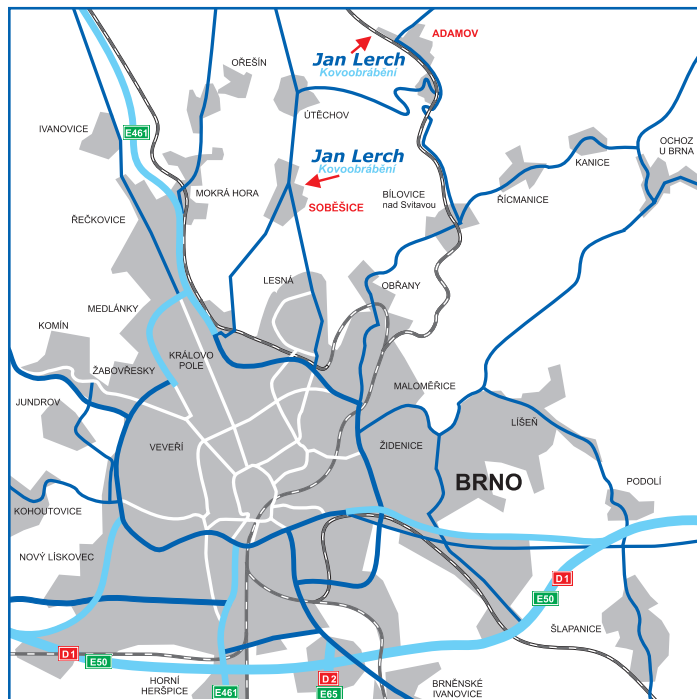 ADAMOV
Jan Lerch
Kovoobrábění
OŘEŠÍN
ÚTĚCHOV
IVANOVICE
E461
OCHOZ
U BRNA
KANICE
Jan Lerch
Kovoobrábění
MOKRÁ HORA
BÍLOVICE
nad Svitavou
ŘÍCMANICE
SOBĚŠICE
ŘEČKOVICE
LESNÁ
OBŘANY
MEDLÁNKY
KOMÍN
KRÁLOVO
POLE
ŽABOVŘESKY
MALOMĚŘICE
JUNDROV
LÍŠEŇ
VEVEŘÍ
ŽIDENICE
BRNO
PODOLÍ
KOHOUTOVICE
NOVÝ LÍSKOVEC
D1
E50
ŠLAPANICE
D1
E50
HORNÍ
HERŠPICE
E461
D2
E65
BRNĚNSKÉ
IVANOVICE